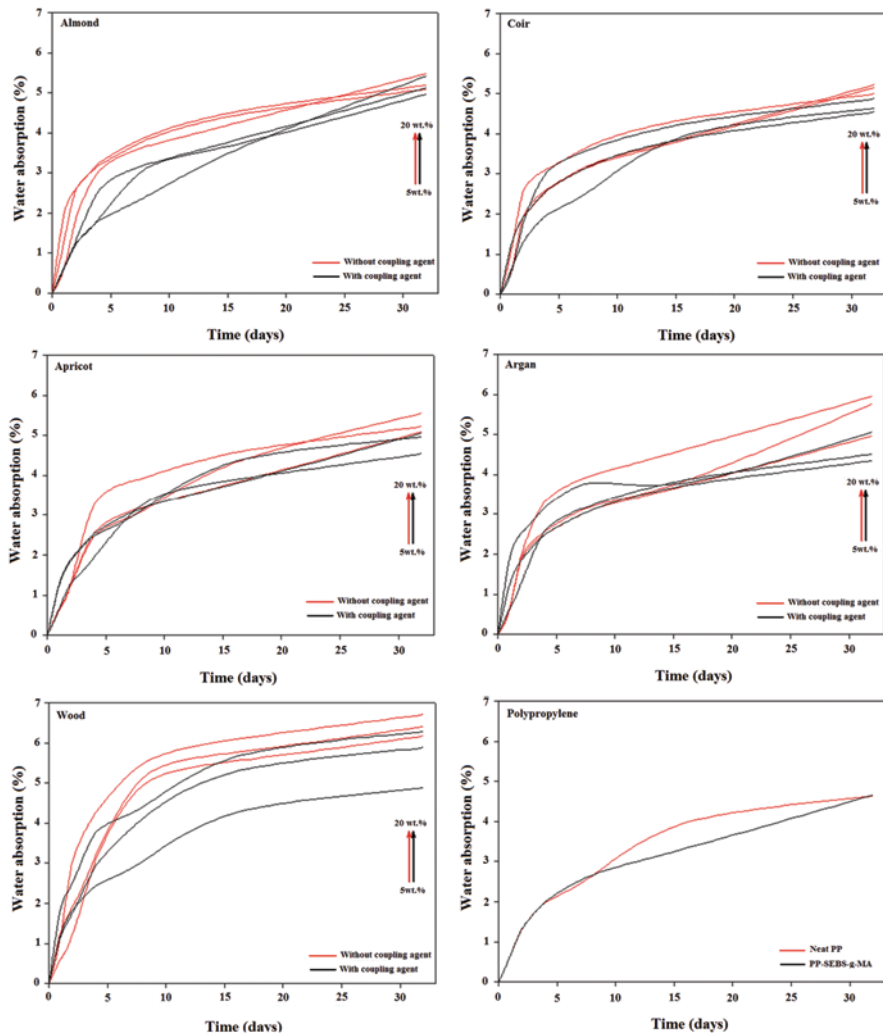 Almond
Water absorption (%)
7
6
5
4
3
2
1
0
20 wt.%
5wt.%
Without coupling agent
With coupling agent
0 5 10 15 20 25 30
Time (days)
Coir
Water absorption (%)
7
6
5
4
3
2
1
0
20 wt.%
5wt.%
Without coupling agent
With coupling agent
0 5 10 15 20 25 30
Time (days)
Apricot
Water absorption (%)
7
6
5
4
3
2
1
0
20 wt.%
5wt.%
Without coupling agent
With coupling agent
0 5 10 15 20 25 30
Time (days)
Argan
Water absorption (%)
7
6
5
4
3
2
1
0
20 wt.%
5wt.%
Without coupling agent
With coupling agent
0 5 10 15 20 25 30
Time (days)
Wood
Water absorption (%)
7
6
5
4
3
2
1
0
20 wt.%
5wt.%
Without coupling agent
With coupling agent
0 5 10 15 20 25 30
Time (days)
Polypropylene
Water absorption (%)
7
6
5
4
3
2
1
0
Neat PP
PP-SEBS-g-MA
0 5 10 15 20 25 30
Time (days)